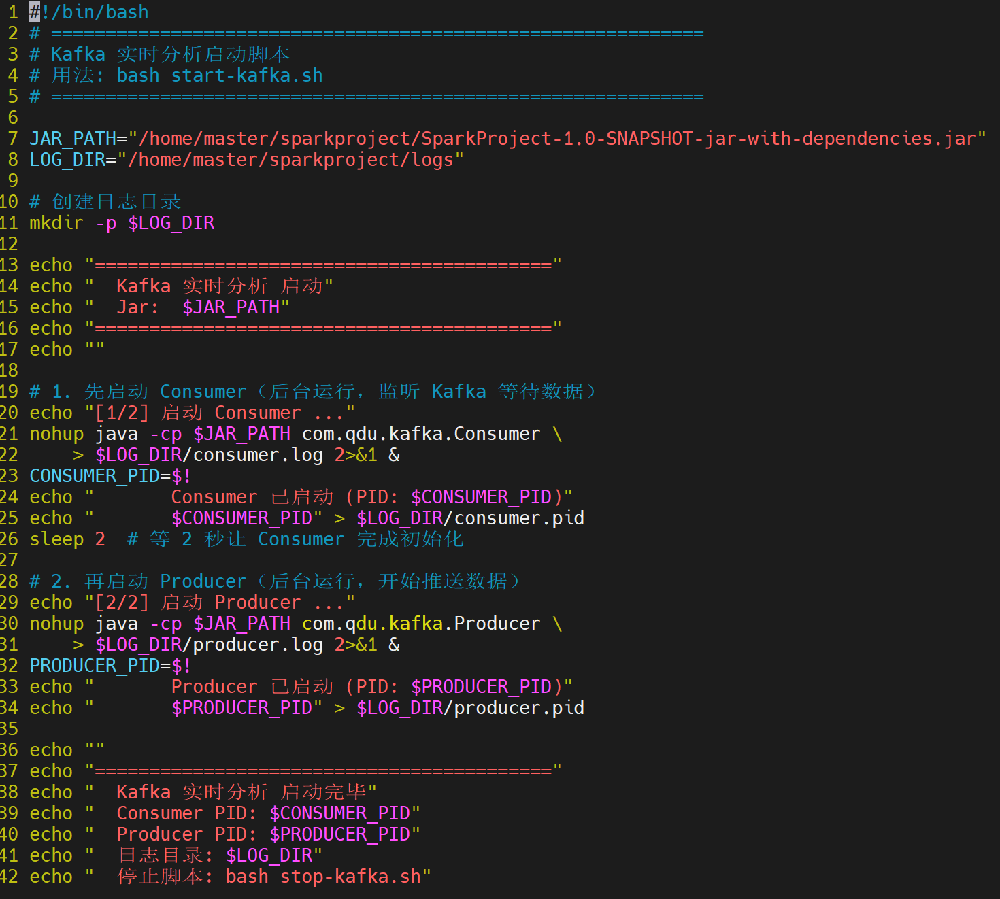 1 #!/bin/bash
2 # ============================================================
3 # Kafka 实时分析启动脚本
4 # 用法: bash start-kafka.sh
5 # ============================================================
6
7 JAR_PATH="/home/master/sparkproject/SparkProject-1.0-SNAPSHOT-jar-with-dependencies.jar"
8 LOG_DIR="/home/master/sparkproject/logs"
9
10 # 创建日志目录
11 mkdir -p $LOG_DIR
12
13 echo "=========================================="
14 echo "  Kafka 实时分析 启动"
15 echo "  Jar:  $JAR_PATH"
16 echo "=========================================="
17 echo ""
18
19 # 1. 先启动 Consumer（后台运行，监听 Kafka 等待数据）
20 echo "[1/2] 启动 Consumer ..."
21 nohup java -cp $JAR_PATH com.qdu.kafka.Consumer \
22     > $LOG_DIR/consumer.log 2>&1 &
23 CONSUMER_PID=$!
24 echo "       Consumer 已启动 (PID: $CONSUMER_PID)"
25 echo "       $CONSUMER_PID" > $LOG_DIR/consumer.pid
26 sleep 2  # 等 2 秒让 Consumer 完成初始化
27
28 # 2. 再启动 Producer（后台运行，开始推送数据）
29 echo "[2/2] 启动 Producer ..."
30 nohup java -cp $JAR_PATH com.qdu.kafka.Producer \
31     > $LOG_DIR/producer.log 2>&1 &
32 PRODUCER_PID=$!
33 echo "       Producer 已启动 (PID: $PRODUCER_PID)"
34 echo "       $PRODUCER_PID" > $LOG_DIR/producer.pid
35
36 echo ""
37 echo "=========================================="
38 echo "  Kafka 实时分析 启动完毕"
39 echo "  Consumer PID: $CONSUMER_PID"
40 echo "  Producer PID: $PRODUCER_PID"
41 echo "  日志目录: $LOG_DIR"
42 echo "  停止脚本: bash stop-kafka.sh"